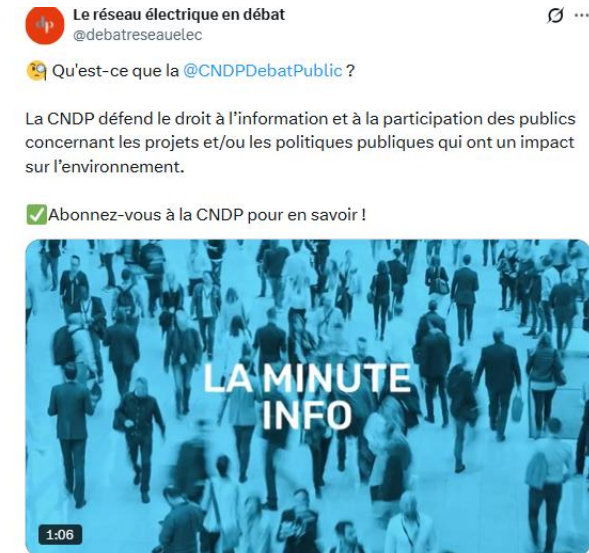 dp
Le réseau électrique en débat
@debatreseauelec
Qu'est-ce que la @CNDPDebatPublic ?
La CNDP défend le droit à l'information et à la participation des publics
concernant les projets et/ou les politiques publiques qui ont un impact
sur l'environnement.
Abonnez-vous à la CNDP pour en savoir !
LA MINUTE
INFO
1:06